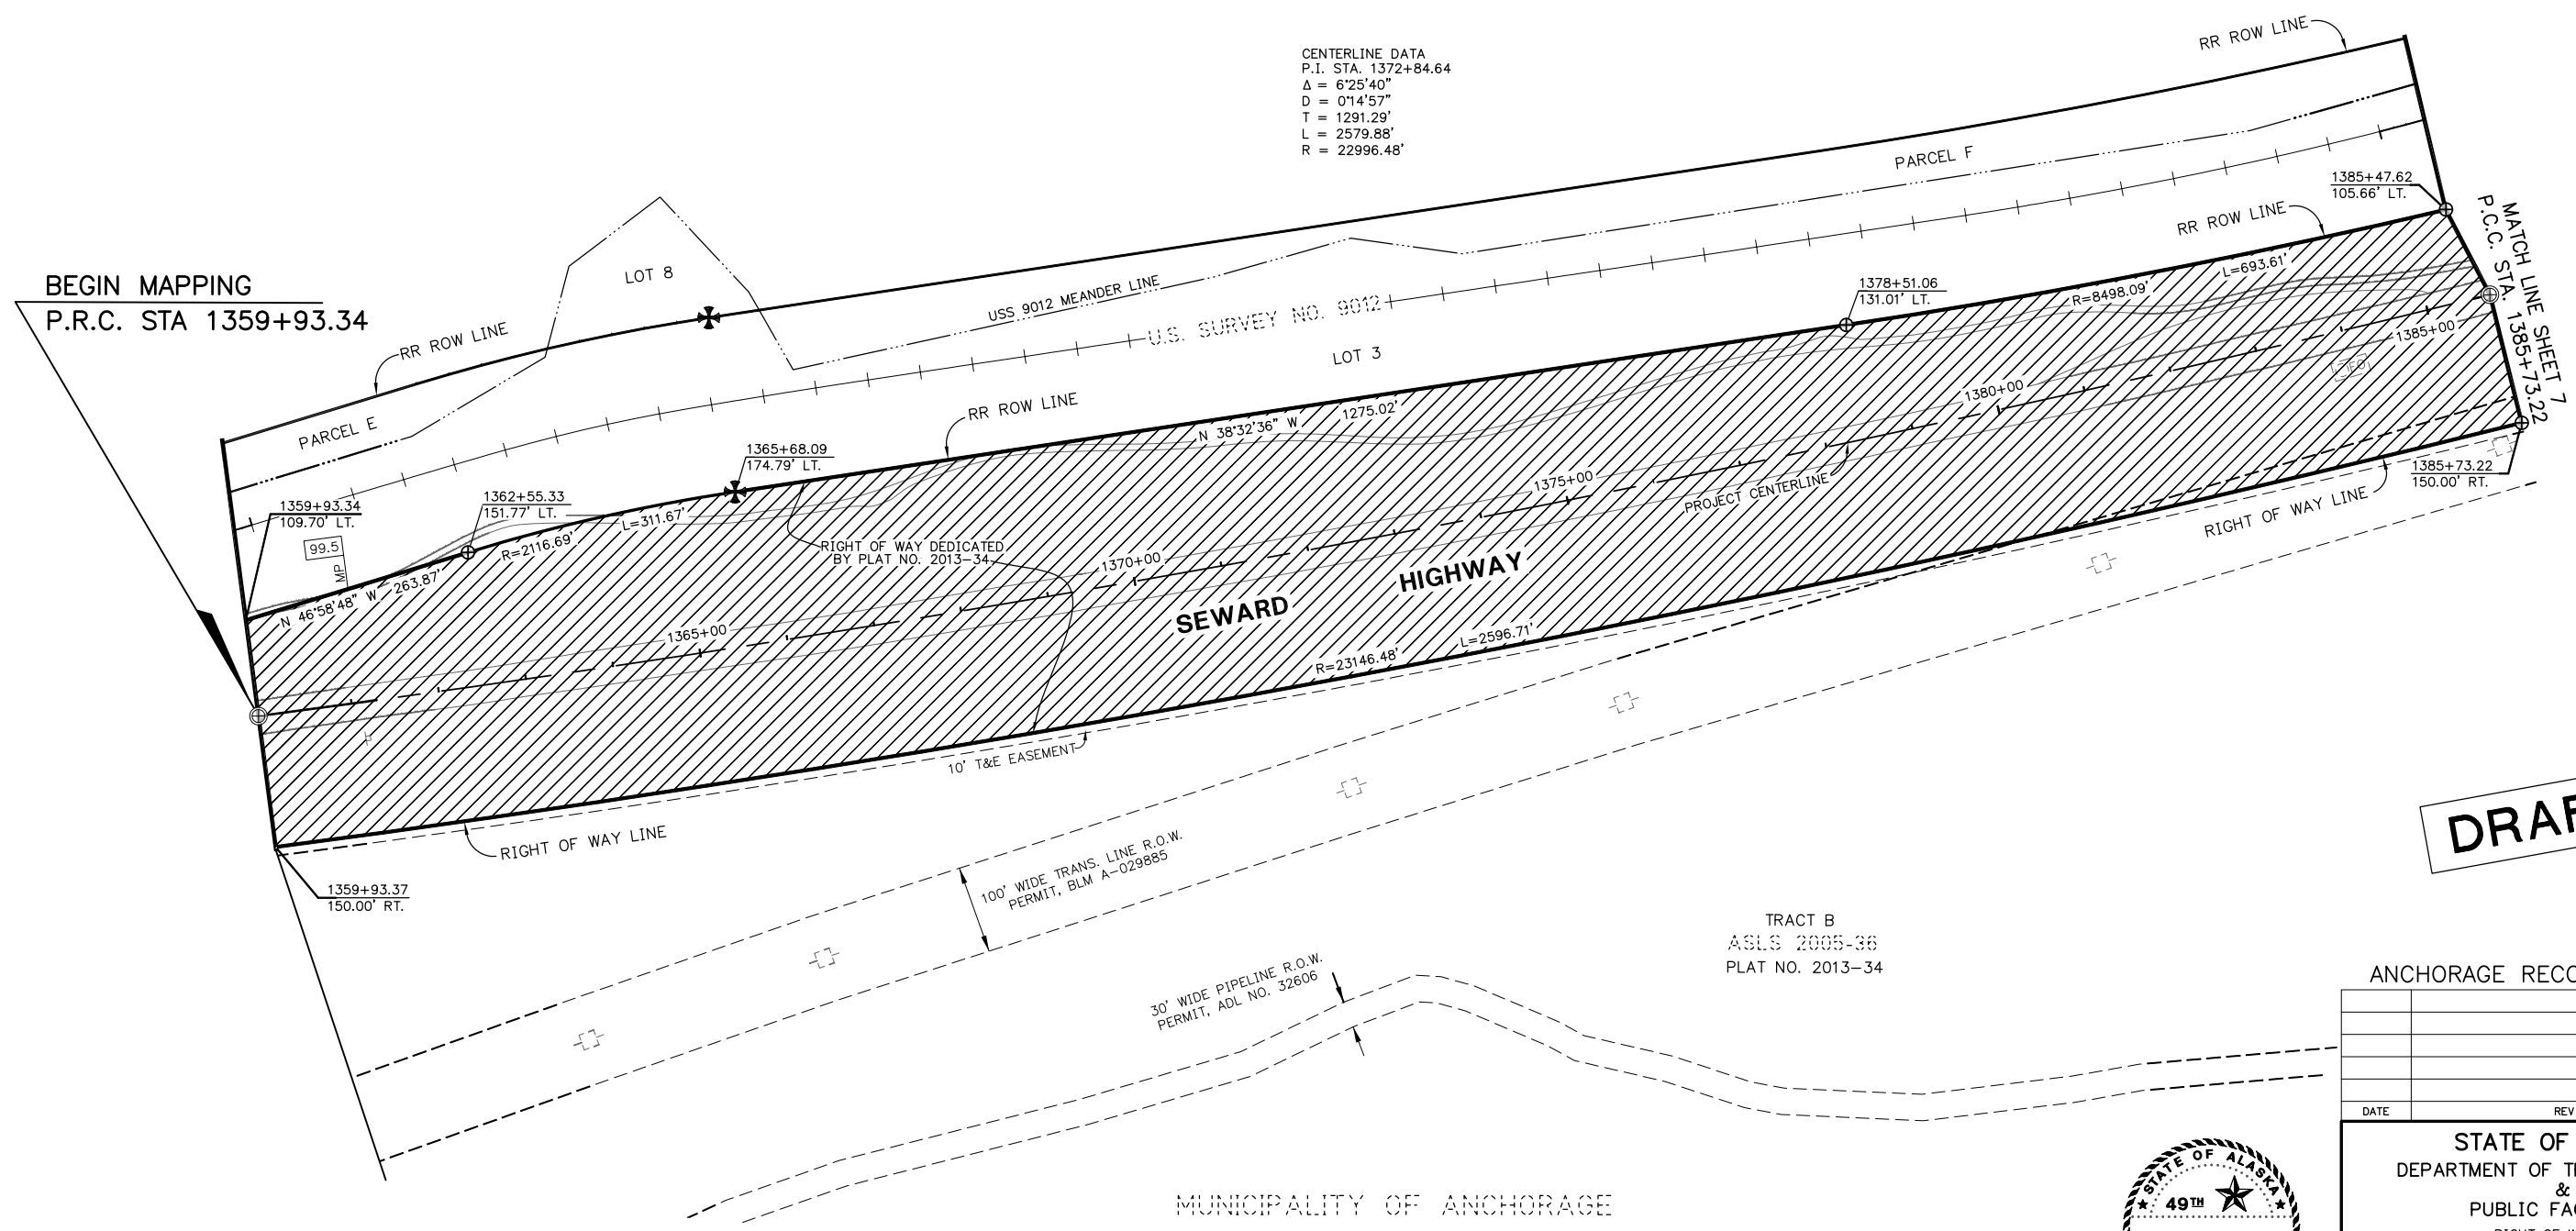 RR ROW LINE
CENTERLINE DATA
P.I. STA. 1372+84.64
Δ = 6°25'40"
D = 0°14'57"
T = 1291.29'
L = 2579.88'
R = 22996.48'
PARCEL F
1385+47.62
105.66' LT.
RR ROW LINE
MATCH LINE SHEET 7
P.C.C. STA. 1385+73.22
LOT 8
BEGIN MAPPING
P.R.C. STA 1359+93.34
USS 9012 MEANDER LINE
L=693.61'
R=8498.09'
1378+51.06
131.01' LT.
U.S. SURVEY NO. 9012
RR ROW LINE
1385+00
LOT 3
1380+00
RR ROW LINE
N 38°32'36" W 1275.02'
PARCEL E
1365+68.09
174.79' LT.
1385+73.22
150.00' RT.
1375+00
PROJECT CENTERLINE
RIGHT OF WAY LINE
1359+93.34
109.70' LT.
1362+55.33
151.77' LT.
L=311.67'
R=2116.69'
99.5
MP
RIGHT OF WAY DEDICATED
BY PLAT NO. 2013-34
1370+00
HIGHWAY
N 46°58'48" W 263.87'
SEWARD
1365+00
L=2596.71'
R=23146.48'
10' T&E EASEMENT
RIGHT OF WAY LINE
1359+93.37
150.00' RT.
100' WIDE TRANS. LINE R.O.W.
PERMIT, BLM A-029885
DRAF
TRACT B
ASLS 2005-36
PLAT NO. 2013-34
30' WIDE PIPELINE R.O.W.
PERMIT, ADL NO. 32606
ANCHORAGE RECO
DATE REV
STATE OF
DEPARTMENT OF T
&
PUBLIC FA
STATE OF ALASKA
49TH
MUNICIPALITY OF ANCHORAGE